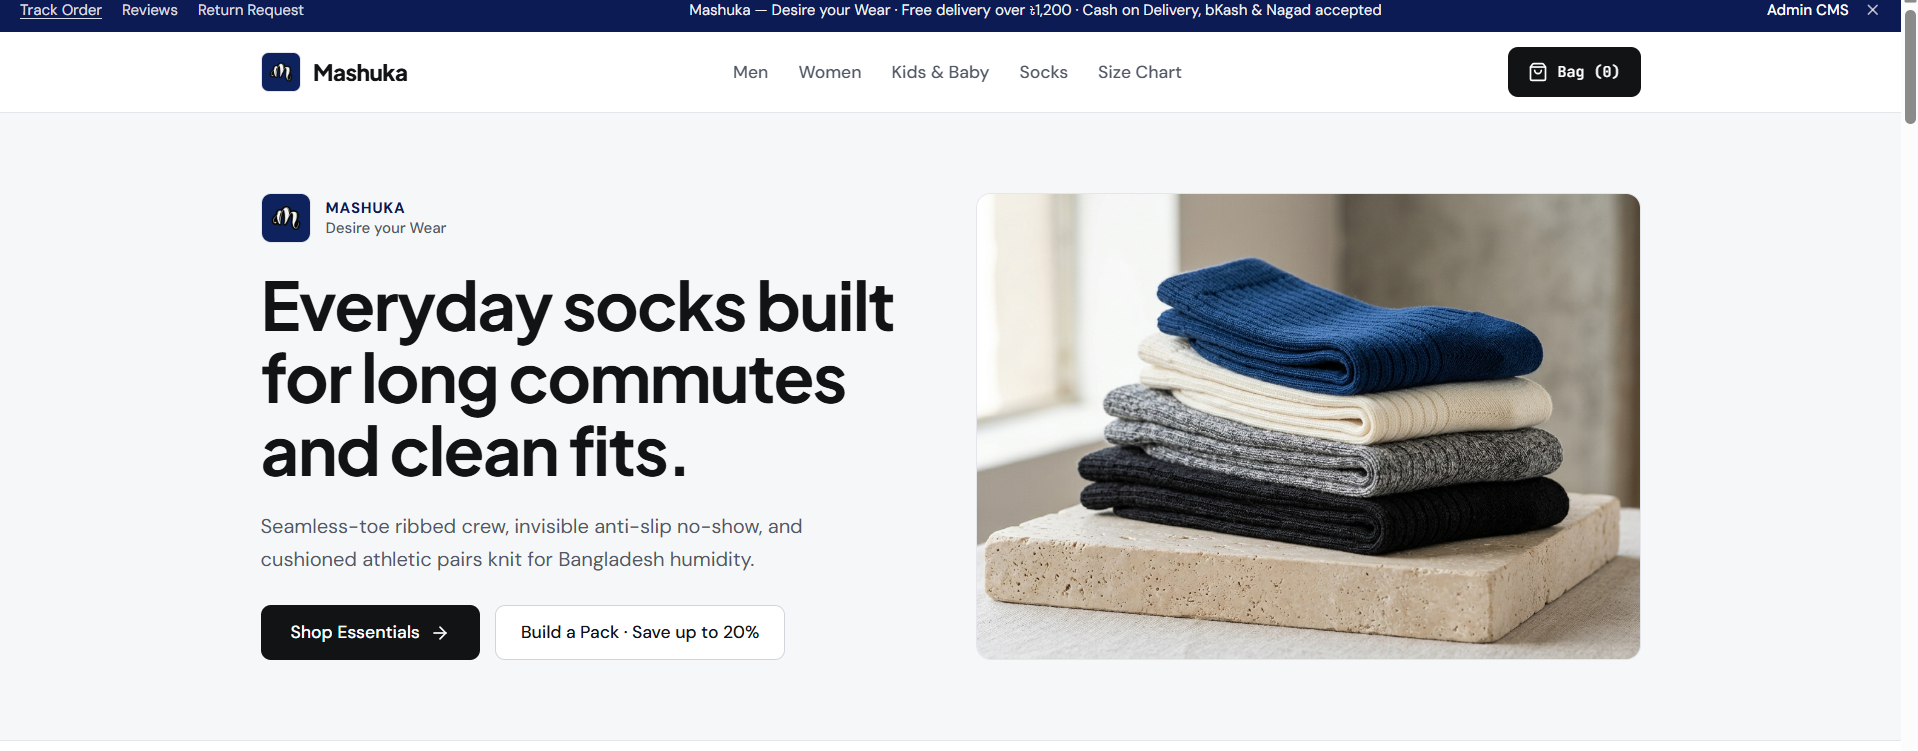 Track Order Reviews Return Request
Mashuka — Desire your Wear · Free delivery over ৳1,200 · Cash on Delivery, bKash & Nagad accepted
Admin CMS
m Mashuka
Men Women Kids & Baby Socks Size Chart
Bag (0)
m
MASHUKA
Desire your Wear
Everyday socks built
for long commutes
and clean fits.
Seamless-toe ribbed crew, invisible anti-slip no-show, and
cushioned athletic pairs knit for Bangladesh humidity.
Shop Essentials →
Build a Pack · Save up to 20%